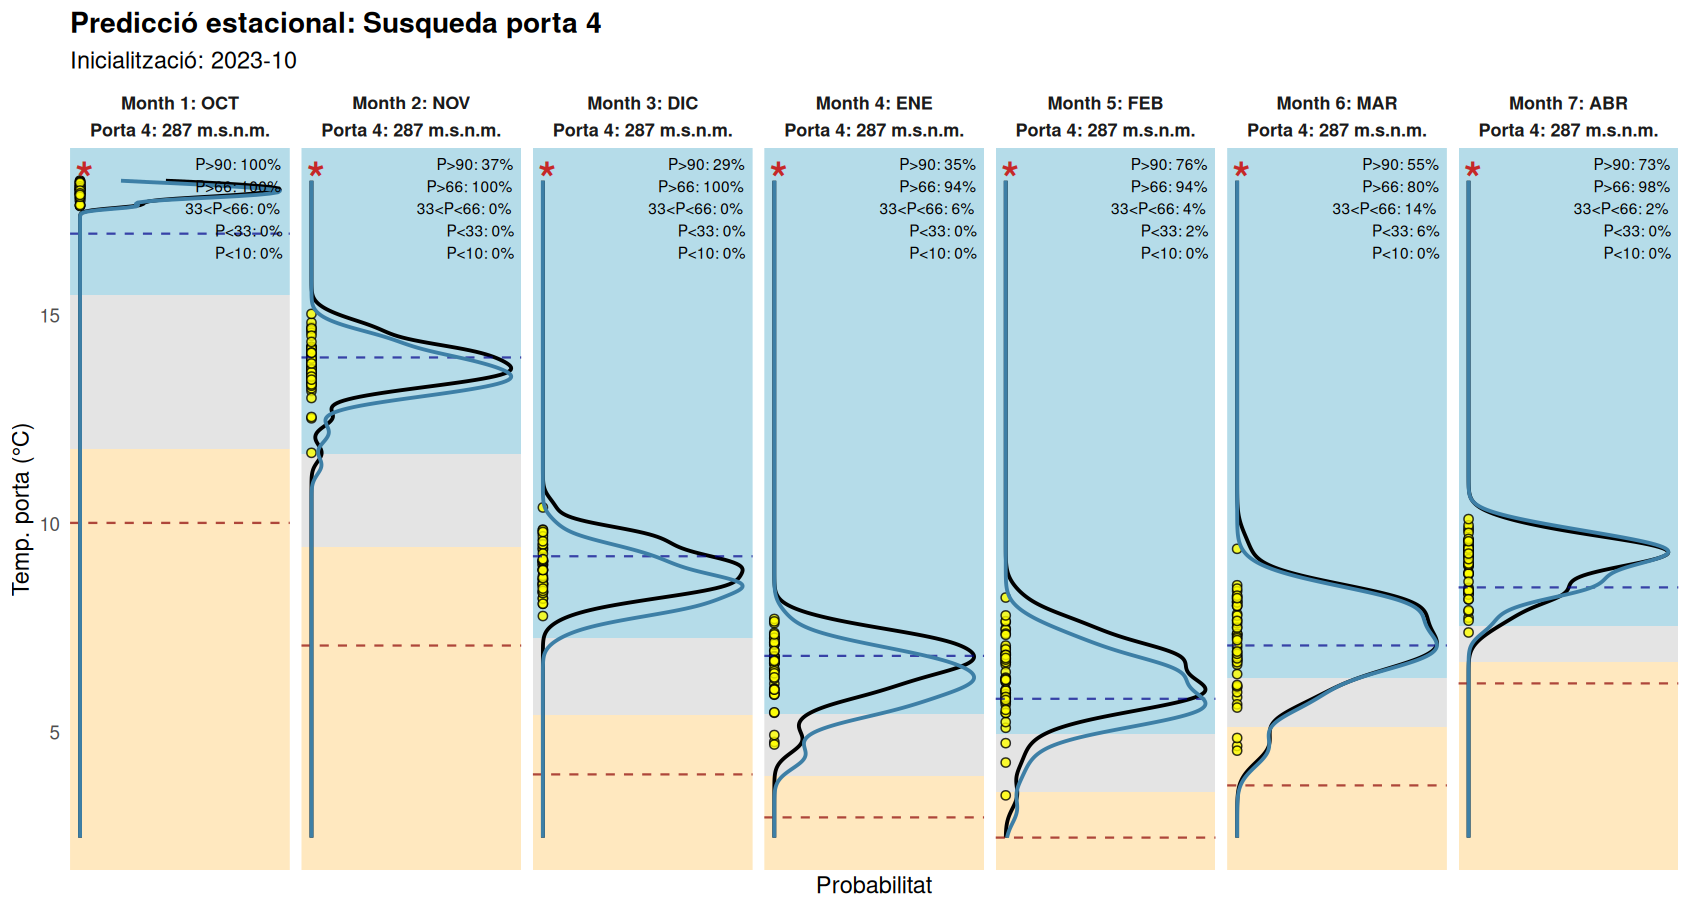 Predicció estacional: Susqueda porta 4
Inicialització: 2023-10
Month 1: OCT
Porta 4: 287 m.s.n.m.
Month 2: NOV
Porta 4: 287 m.s.n.m.
Month 3: DIC
Porta 4: 287 m.s.n.m.
Month 4: ENE
Porta 4: 287 m.s.n.m.
Month 5: FEB
Porta 4: 287 m.s.n.m.
Month 6: MAR
Porta 4: 287 m.s.n.m.
Month 7: ABR
Porta 4: 287 m.s.n.m.
*
P>90: 100%
P>66: 100%
33<P<66: 0%
P<33: 0%
P<10: 0%
*
P>90: 37%
P>66: 100%
33<P<66: 0%
P<33: 0%
P<10: 0%
*
P>90: 29%
P>66: 100%
33<P<66: 0%
P<33: 0%
P<10: 0%
*
P>90: 35%
P>66: 94%
33<P<66: 6%
P<33: 0%
P<10: 0%
*
P>90: 76%
P>66: 94%
33<P<66: 4%
P<33: 2%
P<10: 0%
*
P>90: 55%
P>66: 80%
33<P<66: 14%
P<33: 6%
P<10: 0%
*
P>90: 73%
P>66: 98%
33<P<66: 2%
P<33: 0%
P<10: 0%
15
10
5
Temp. porta (°C)
Probabilitat